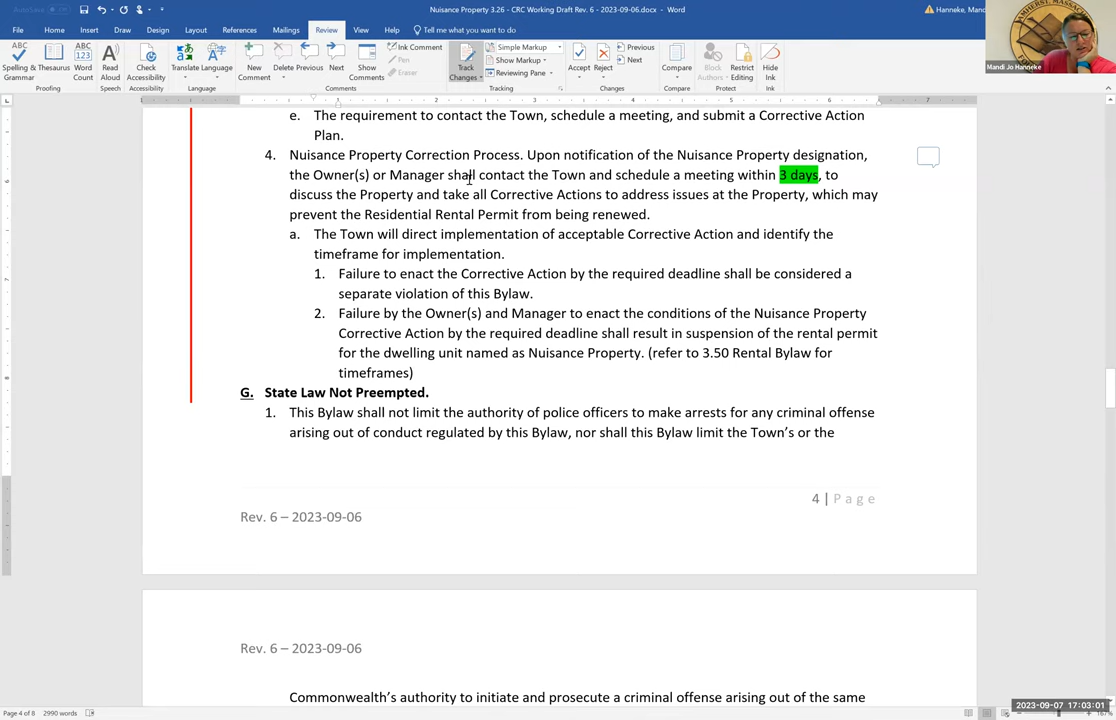 Nuisance Property 3.26 - CRC Working Draft Rev. 6 - 2023-09-06.docx - Word
Hanneke, Mand
File Home Insert Draw Design Layout References Mailings Review View Help Tell me what you want to do
Spelling & Grammar
Thesaurus
Word Count
Proofing
Read Aloud
Speech
Check Accessibility
Accessibility
Translate Language
Language
New Comment
Delete Previous Next
Show Comments
Comments
Ink Comment
Pen
Eraser
Track Changes
Simple Markup
Show Markup
Reviewing Pane
Tracking
Accept Reject
Previous
Next
Changes
Compare
Compare
Block Authors
Restrict Editing
Protect
Hide Ink
Ink
Mandi Jo Hanneke
e. The requirement to contact the Town, schedule a meeting, and submit a Corrective Action
Plan.
4. Nuisance Property Correction Process. Upon notification of the Nuisance Property designation,
the Owner(s) or Manager shall contact the Town and schedule a meeting within 3 days, to
discuss the Property and take all Corrective Actions to address issues at the Property, which may
prevent the Residential Rental Permit from being renewed.
a. The Town will direct implementation of acceptable Corrective Action and identify the
timeframe for implementation.
1. Failure to enact the Corrective Action by the required deadline shall be considered a
separate violation of this Bylaw.
2. Failure by the Owner(s) and Manager to enact the conditions of the Nuisance Property
Corrective Action by the required deadline shall result in suspension of the rental permit
for the dwelling unit named as Nuisance Property. (refer to 3.50 Rental Bylaw for
timeframes)
G. State Law Not Preempted.
1. This Bylaw shall not limit the authority of police officers to make arrests for any criminal offense
arising out of conduct regulated by this Bylaw, nor shall this Bylaw limit the Town's or the
4 | Page
Rev. 6 – 2023-09-06
Rev. 6 – 2023-09-06
Commonwealth's authority to initiate and prosecute a criminal offense arising out of the same
Page 4 of 8 2990 words
2023-09-07 17:03:01